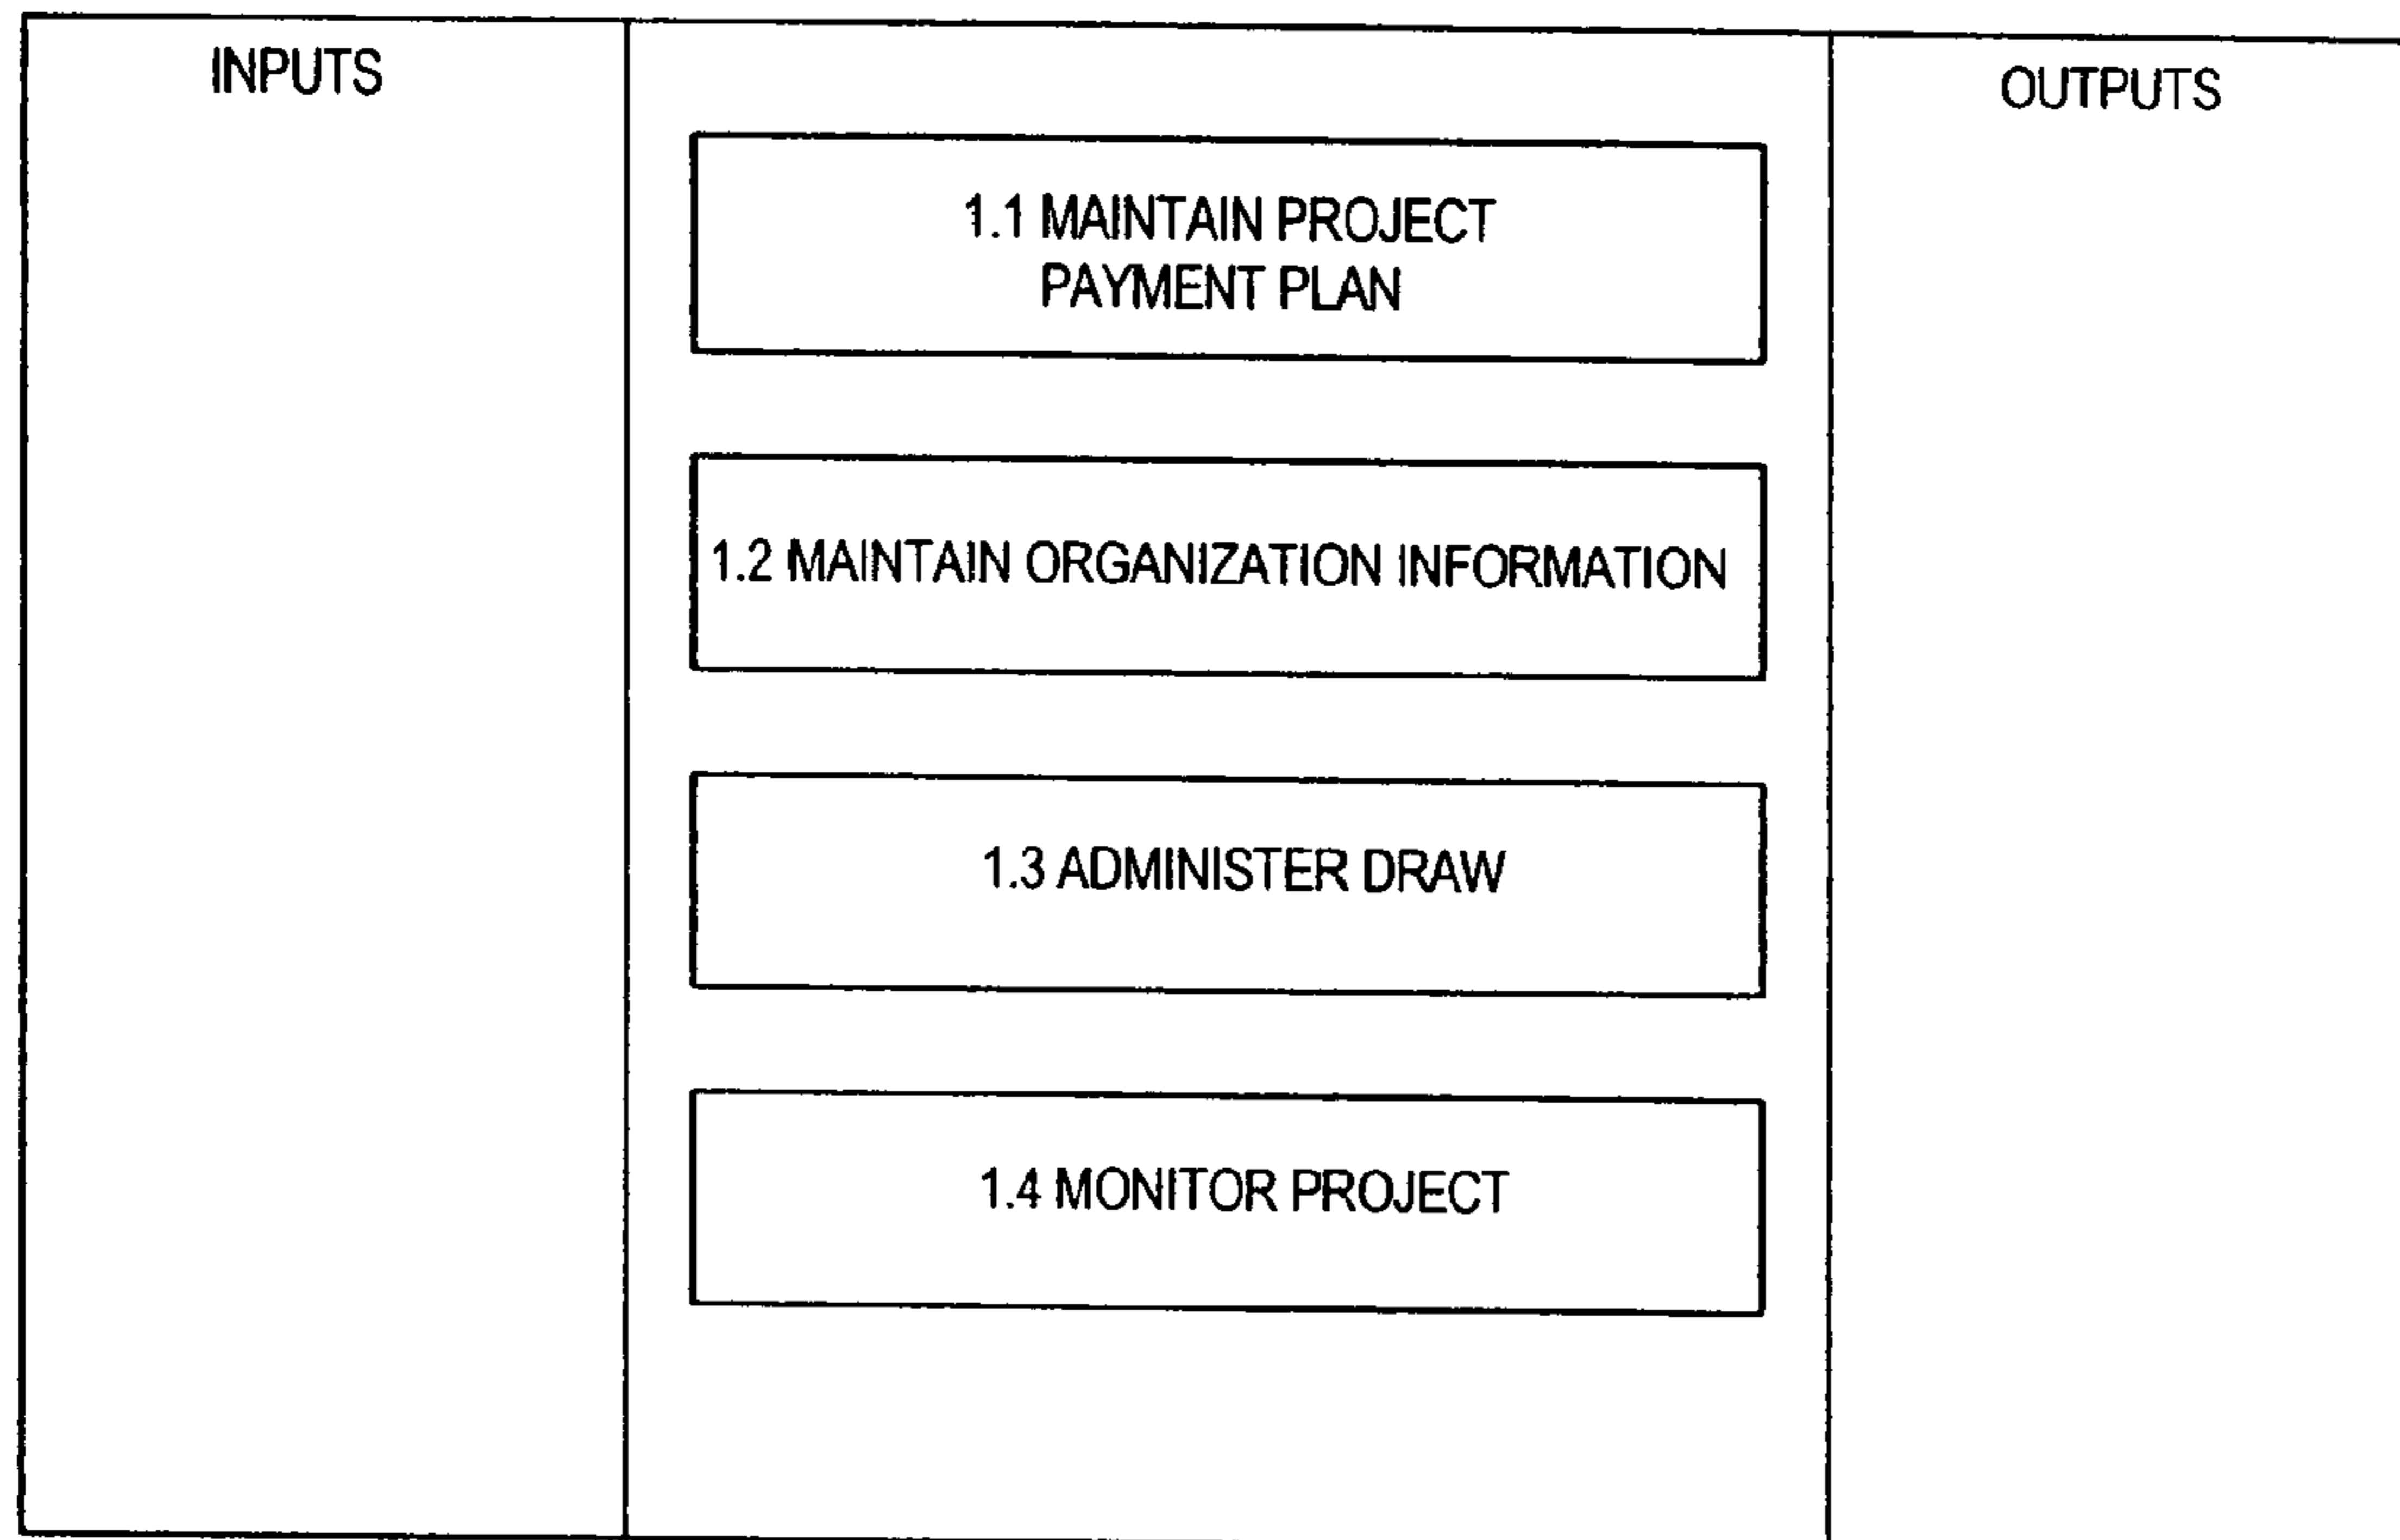 INPUTS
OUTPUTS
1.1 MAINTAIN PROJECT
PAYMENT PLAN
1.2 MAINTAIN ORGANIZATION INFORMATION
1.3 ADMINISTER DRAW
1.4 MONITOR PROJECT